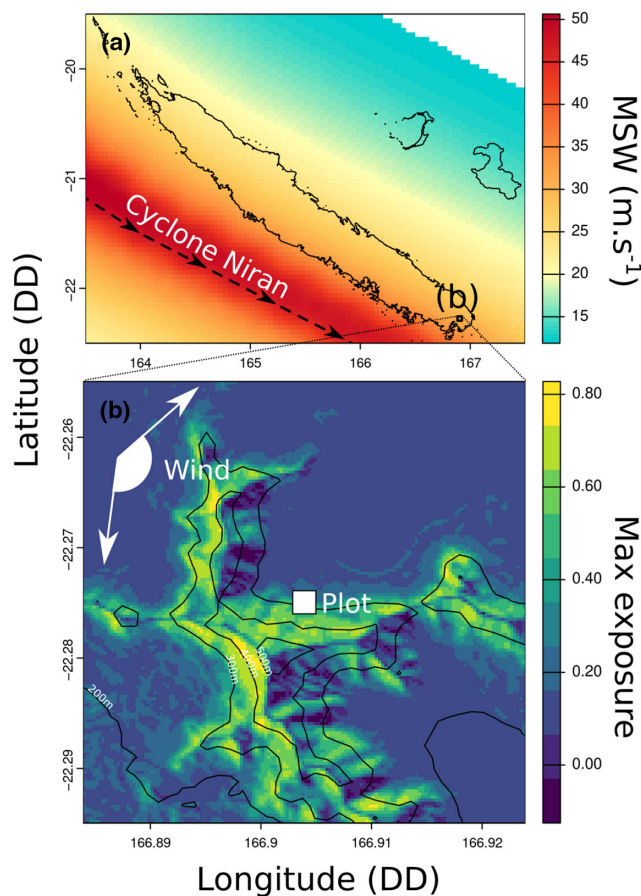 (a)
20
21
22
164
165
166
167
Cyclone Niran
(b)
50
45
40
35
30
25
20
15
MSW (m.s⁻¹)
Latitude (DD)
(b)
Wind
Plot
200m
300m
400m
500m
−22.26
−22.27
−22.28
−22.29
166.89
166.9
166.91
166.92
0.80
0.60
0.40
0.20
0.00
Max exposure
Longitude (DD)